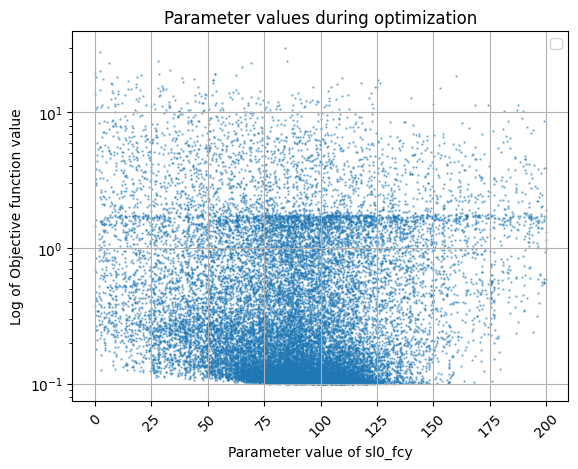 Parameter values during optimization
Log of Objective function value
10¹
10⁰
10⁻¹
0 25 50 75 100 125 150 175 200
Parameter value of sl0_fcy